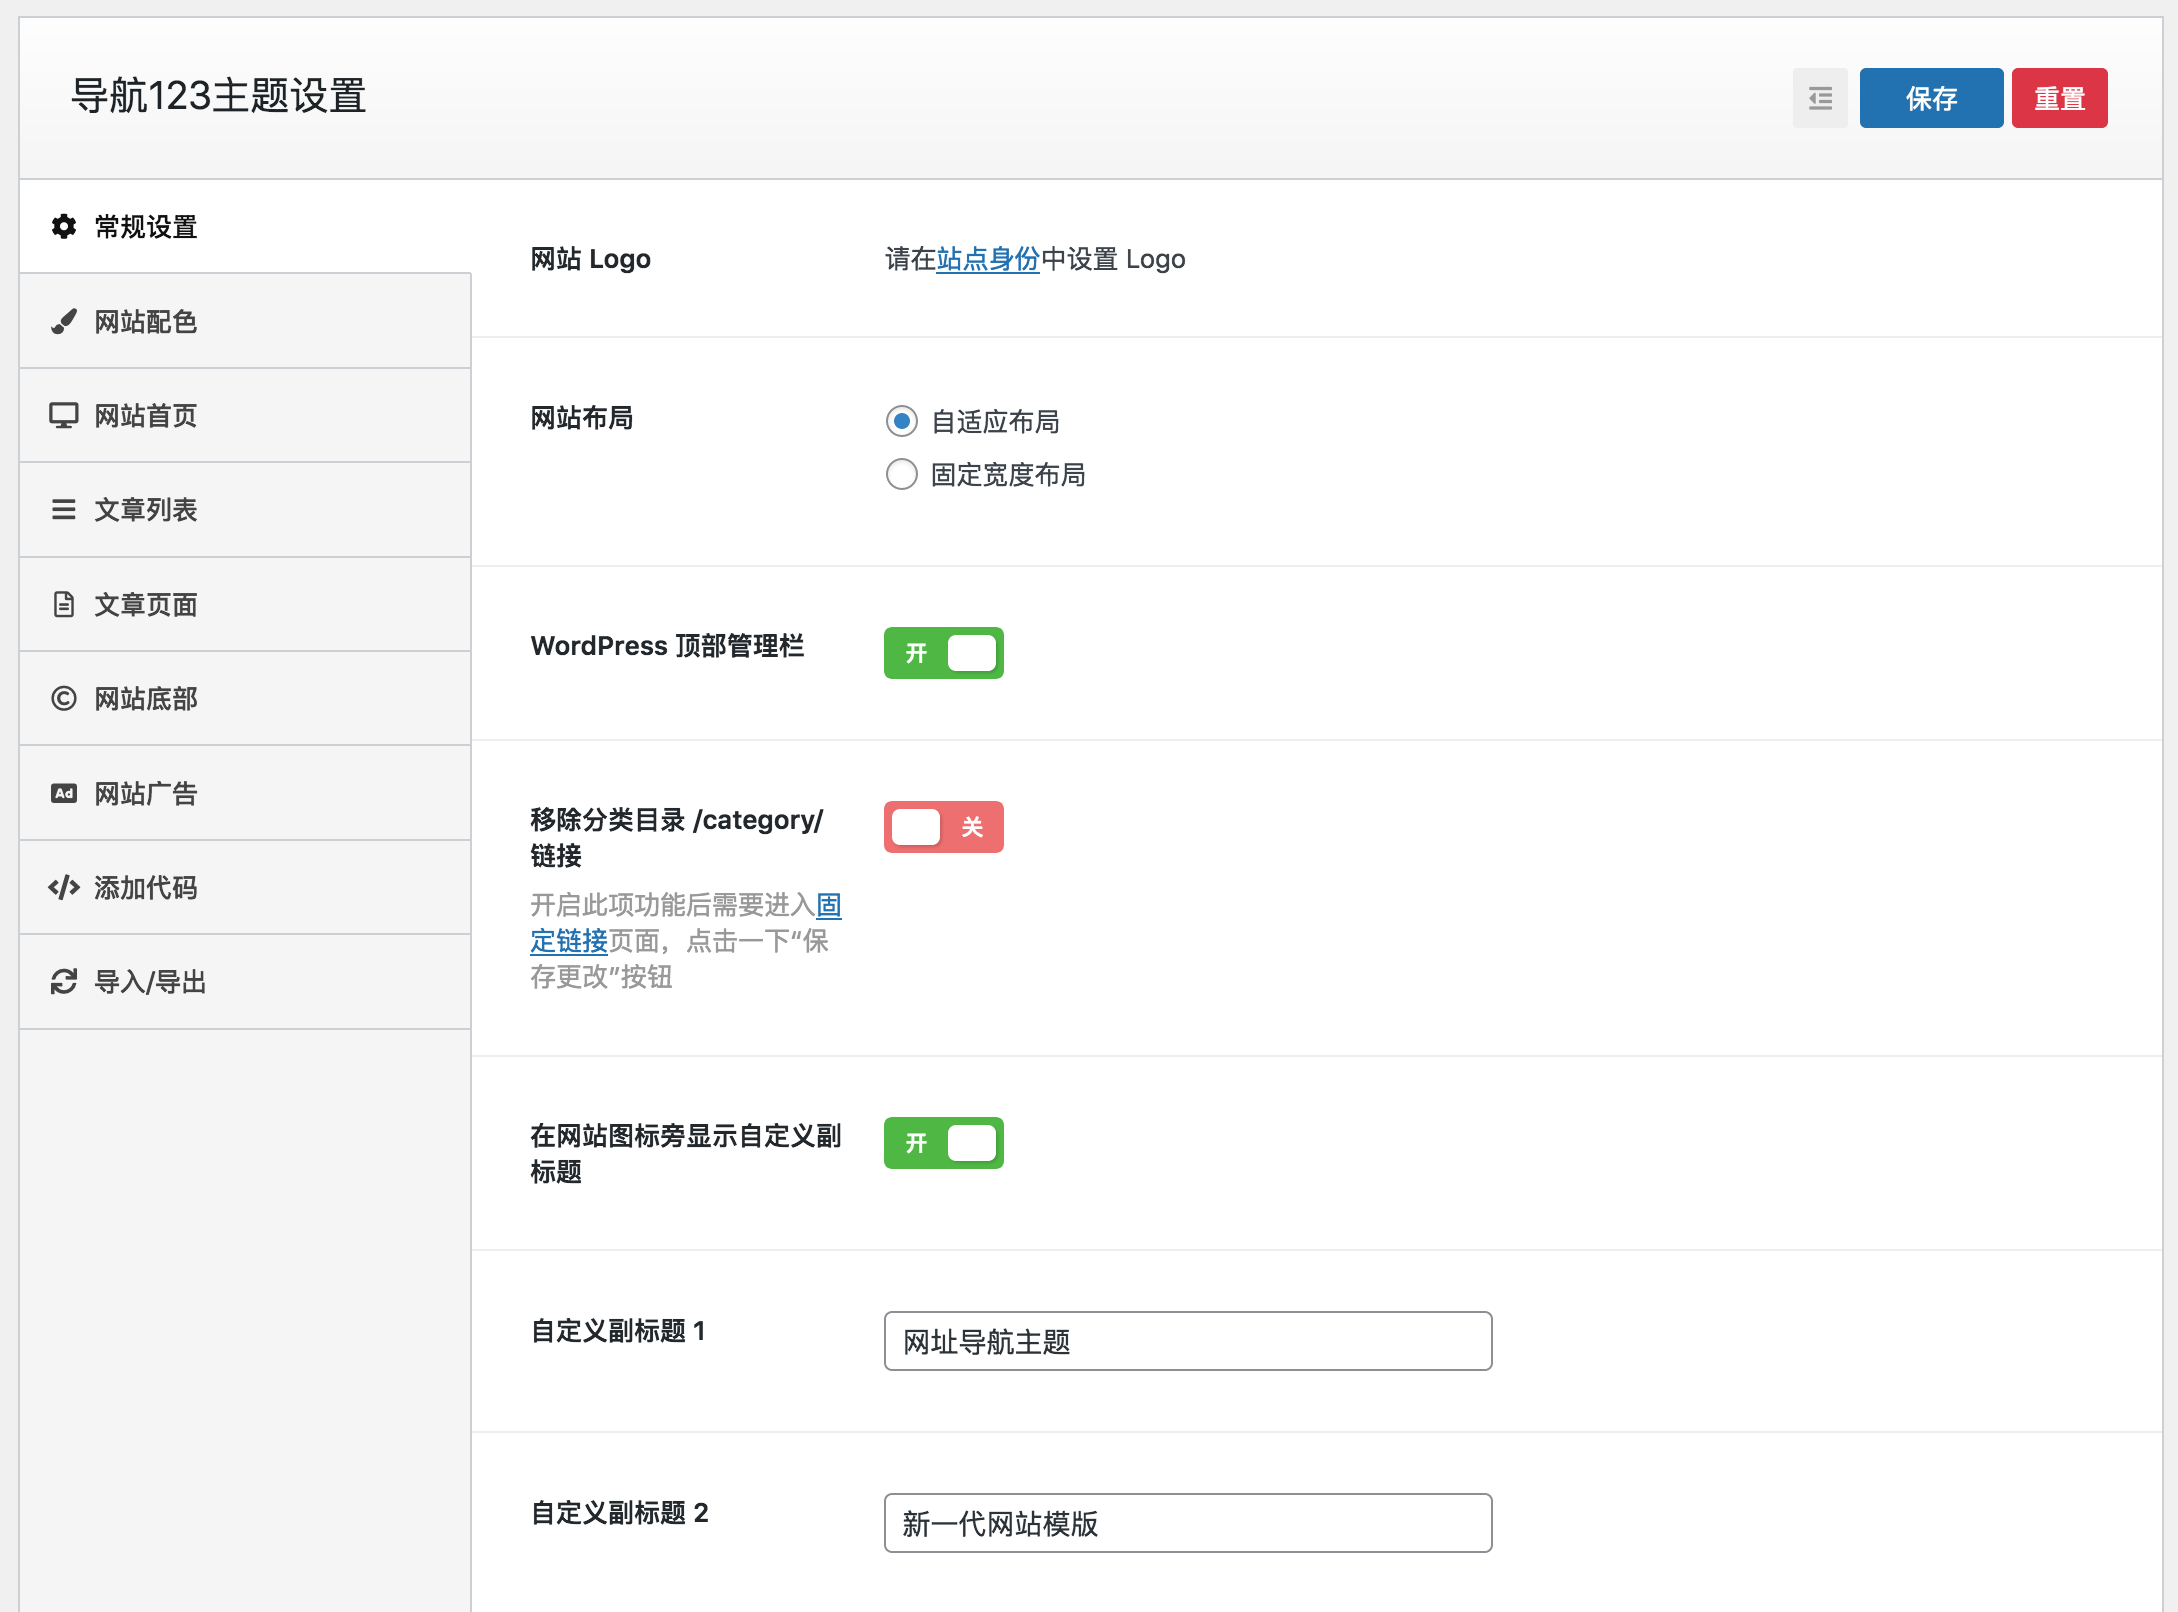 导航123主题设置
保存
重置
常规设置
网站配色
网站首页
文章列表
文章页面
网站底部
Ad 网站广告
添加代码
导入/导出
网站 Logo
请在站点身份中设置 Logo
网站布局
自适应布局
固定宽度布局
WordPress 顶部管理栏
开
移除分类目录 /category/
链接
关
开启此项功能后需要进入固
定链接页面，点击一下“保
存更改”按钮
在网站图标旁显示自定义副
标题
开
自定义副标题 1
网址导航主题
自定义副标题 2
新一代网站模版